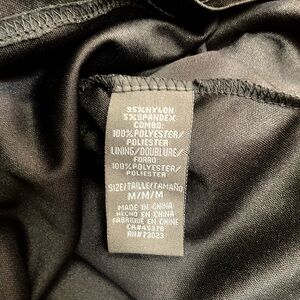 95%NYLON
5%SPANDEX
COMBO:
100%POLYESTER/
POLIESTER
LINING/DOUBLURE/
FORRO:
100%POLYESTER/
POLIESTER
SIZE/TAILLE/TAMAÑO
M/M/M
MADE IN CHINA
HECHO EN CHINA
FABRIQUÉ EN CHINE
CA#45376
RN#73023